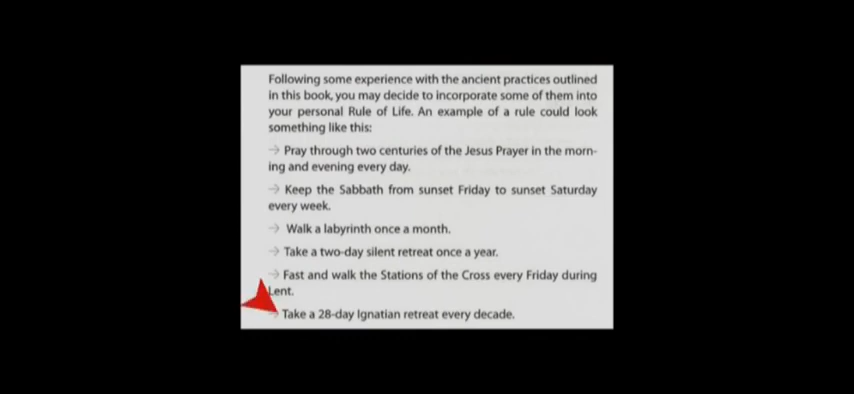 Following some experience with the ancient practices outlined
in this book, you may decide to incorporate some of them into
your personal Rule of Life. An example of a rule could look
something like this:
→ Pray through two centuries of the Jesus Prayer in the morn-
ing and evening every day.
→ Keep the Sabbath from sunset Friday to sunset Saturday
every week.
→ Walk a labyrinth once a month.
→ Take a two-day silent retreat once a year.
→ Fast and walk the Stations of the Cross every Friday during
Lent.
→ Take a 28-day Ignatian retreat every decade.